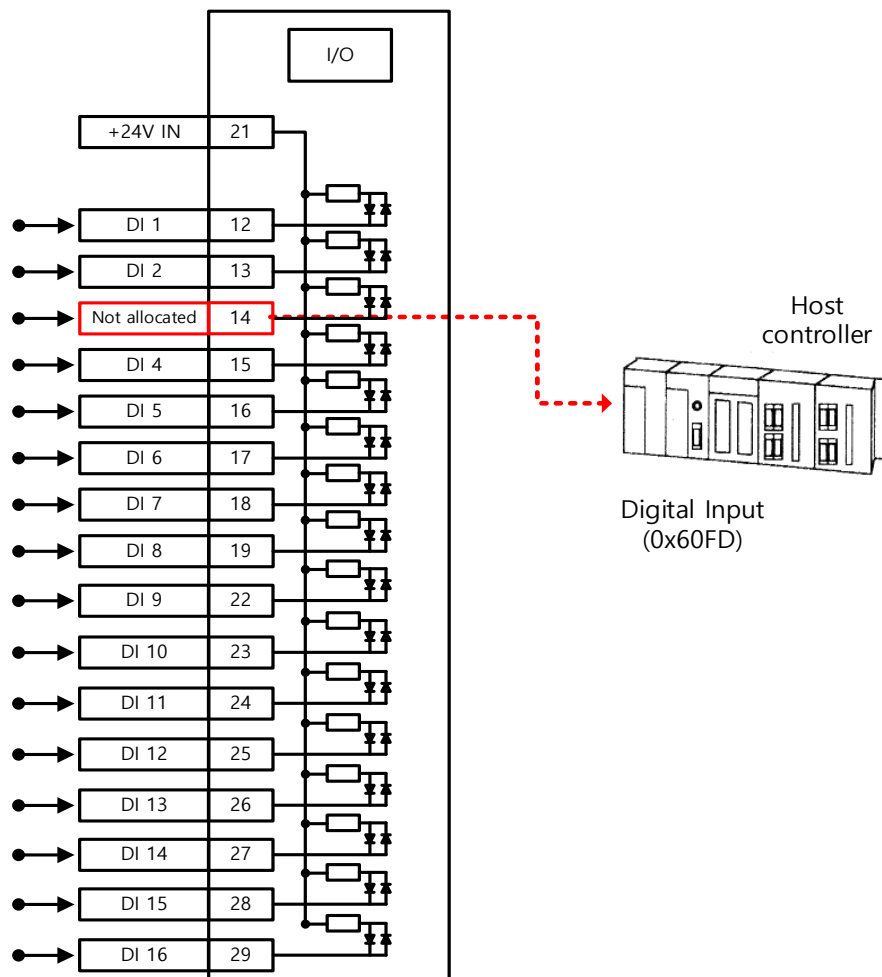 I/O
+24V IN 21
DI 1 12
DI 2 13
Not allocated 14
DI 4 15
DI 5 16
DI 6 17
DI 7 18
DI 8 19
DI 9 22
DI 10 23
DI 11 24
DI 12 25
DI 13 26
DI 14 27
DI 15 28
DI 16 29
Host
controller
Digital Input
(0x60FD)